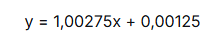 y = 1,00275x + 0,00125